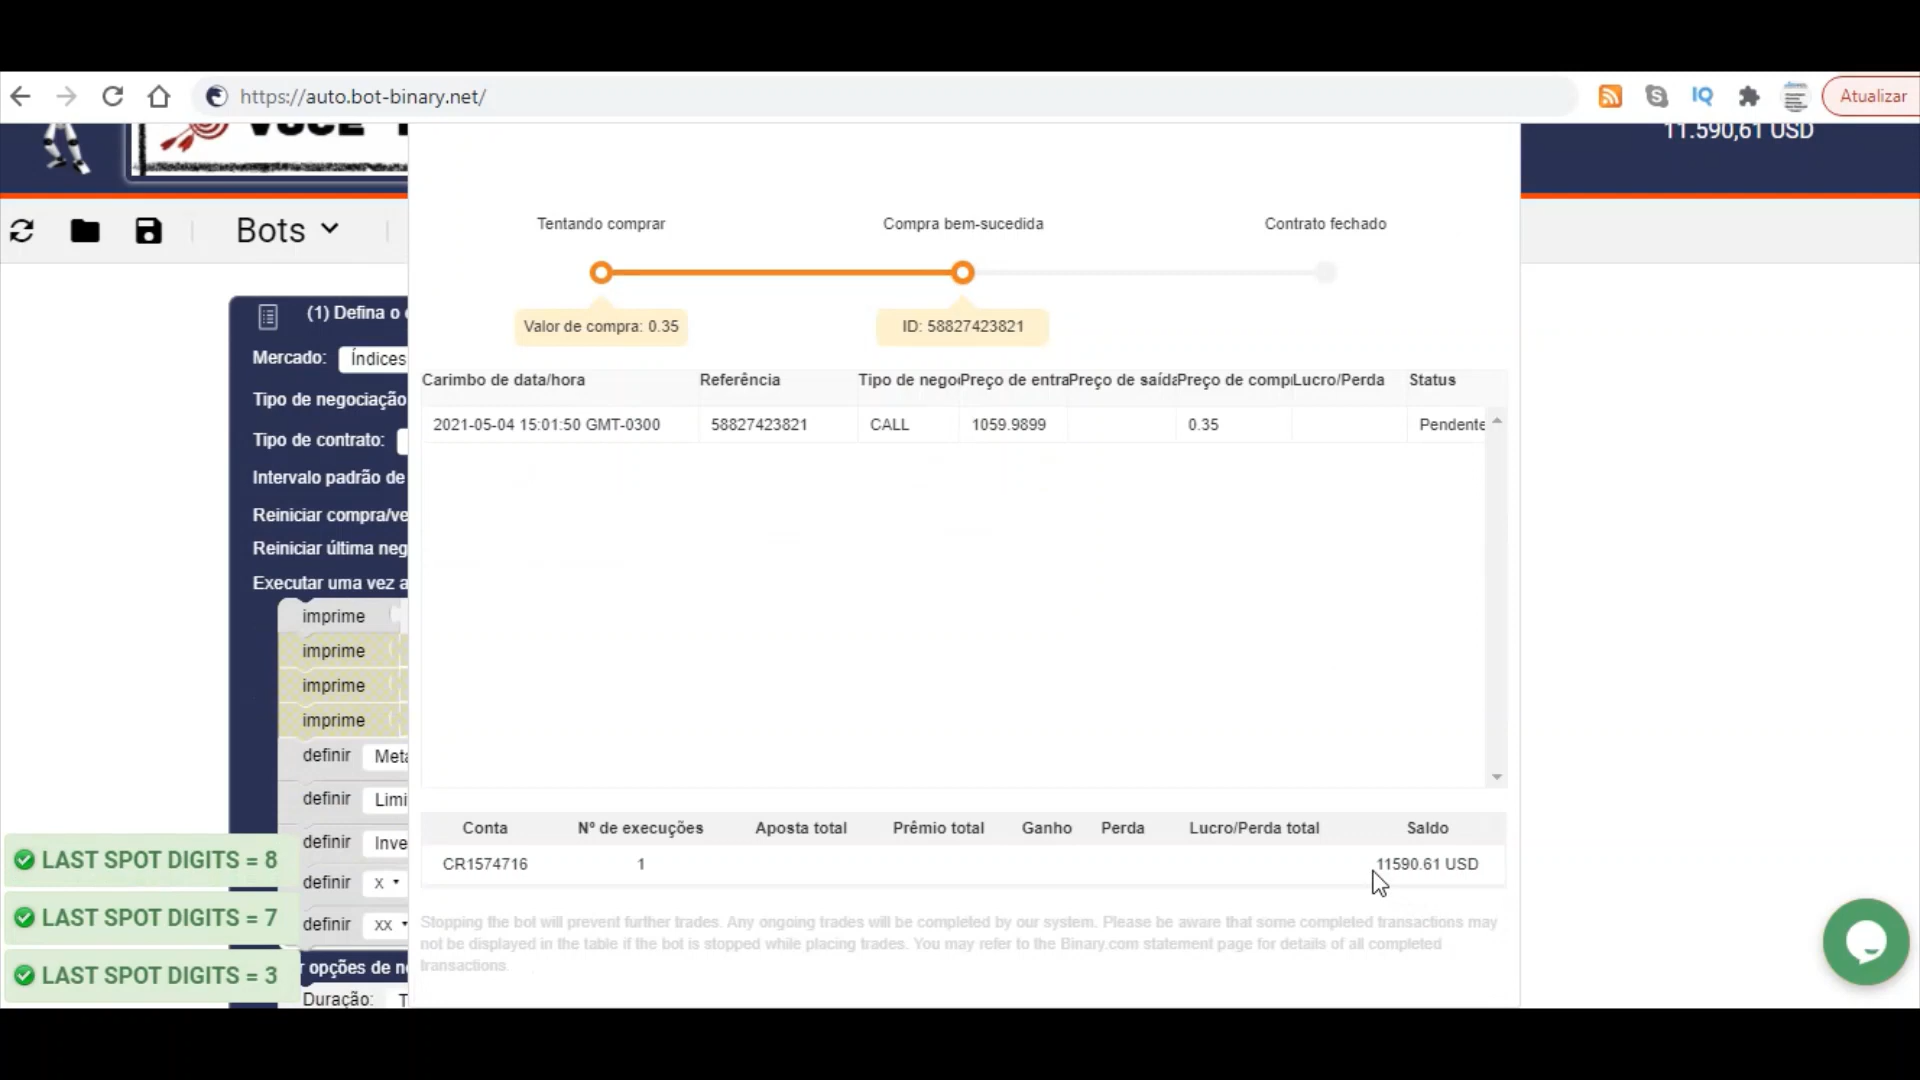 https://auto.bot-binary.net/
IQ
Atualizar
11.590,61 USD
Bots
Tentando comprar
Compra bem-sucedida
Contrato fechado
Valor de compra: 0.35
ID: 58827423821
(1) Defina o
Mercado: Índices
Tipo de negociação
Tipo de contrato:
Intervalo padrão de
Reiniciar compra/ve
Reiniciar última neg
Executar uma vez a
imprime
imprime
imprime
imprime
definir Meta
definir Limi
definir Inve
definir x
definir xx
r opções de n
Duração: T
Carimbo de data/hora Referência Tipo de nego Preço de entra Preço de saída Preço de comp Lucro/Perda Status
2021-05-04 15:01:50 GMT-0300 58827423821 CALL 1059.9899 0.35 Pendente
Conta Nº de execuções Aposta total Prêmio total Ganho Perda Lucro/Perda total Saldo
CR1574716 1 11590.61 USD
Stopping the bot will prevent further trades. Any ongoing trades will be completed by our system. Please be aware that some completed transactions may
not be displayed in the table if the bot is stopped while placing trades. You may refer to the Binary.com statement page for details of all completed
transactions.
LAST SPOT DIGITS = 8
LAST SPOT DIGITS = 7
LAST SPOT DIGITS = 3